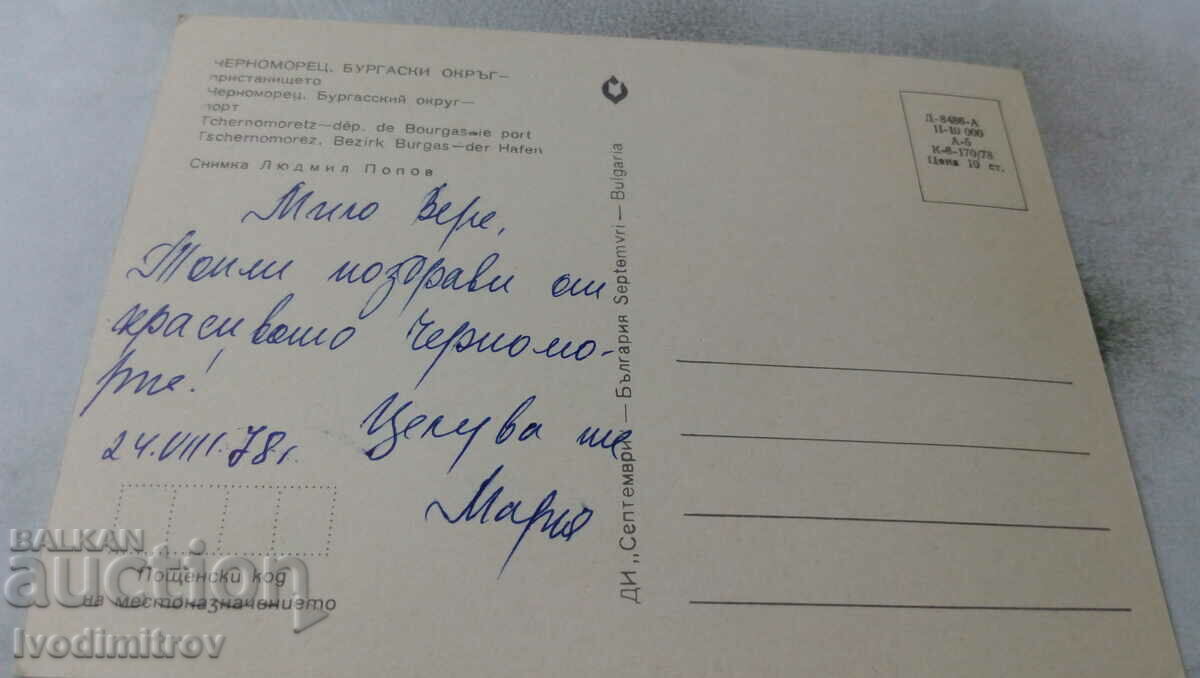 ЧЕРНОМОРЕЦ, БУРГАСКИ ОКРЪГ—
пристанището
Черноморец, Бургасский округ—
порт
Tchernomoretz—dép. de Bourgas—le port
Tschernomorez, Bezirk Burgas—der Hafen
Снимка Людмил Попов
Мило Вере,
Топли поздрави от
красивото Черномо-
рие!
Целува те
24.VIII.78г.
Мария
Пощенски код
на местоназначението
ДИ „Септември" — България Septemvri — Bulgaria
Д-8486-А
II-III 000
А-6
К-6-170/78
Цена 10 ст.
BALKAN
auction
Ivodimitrov